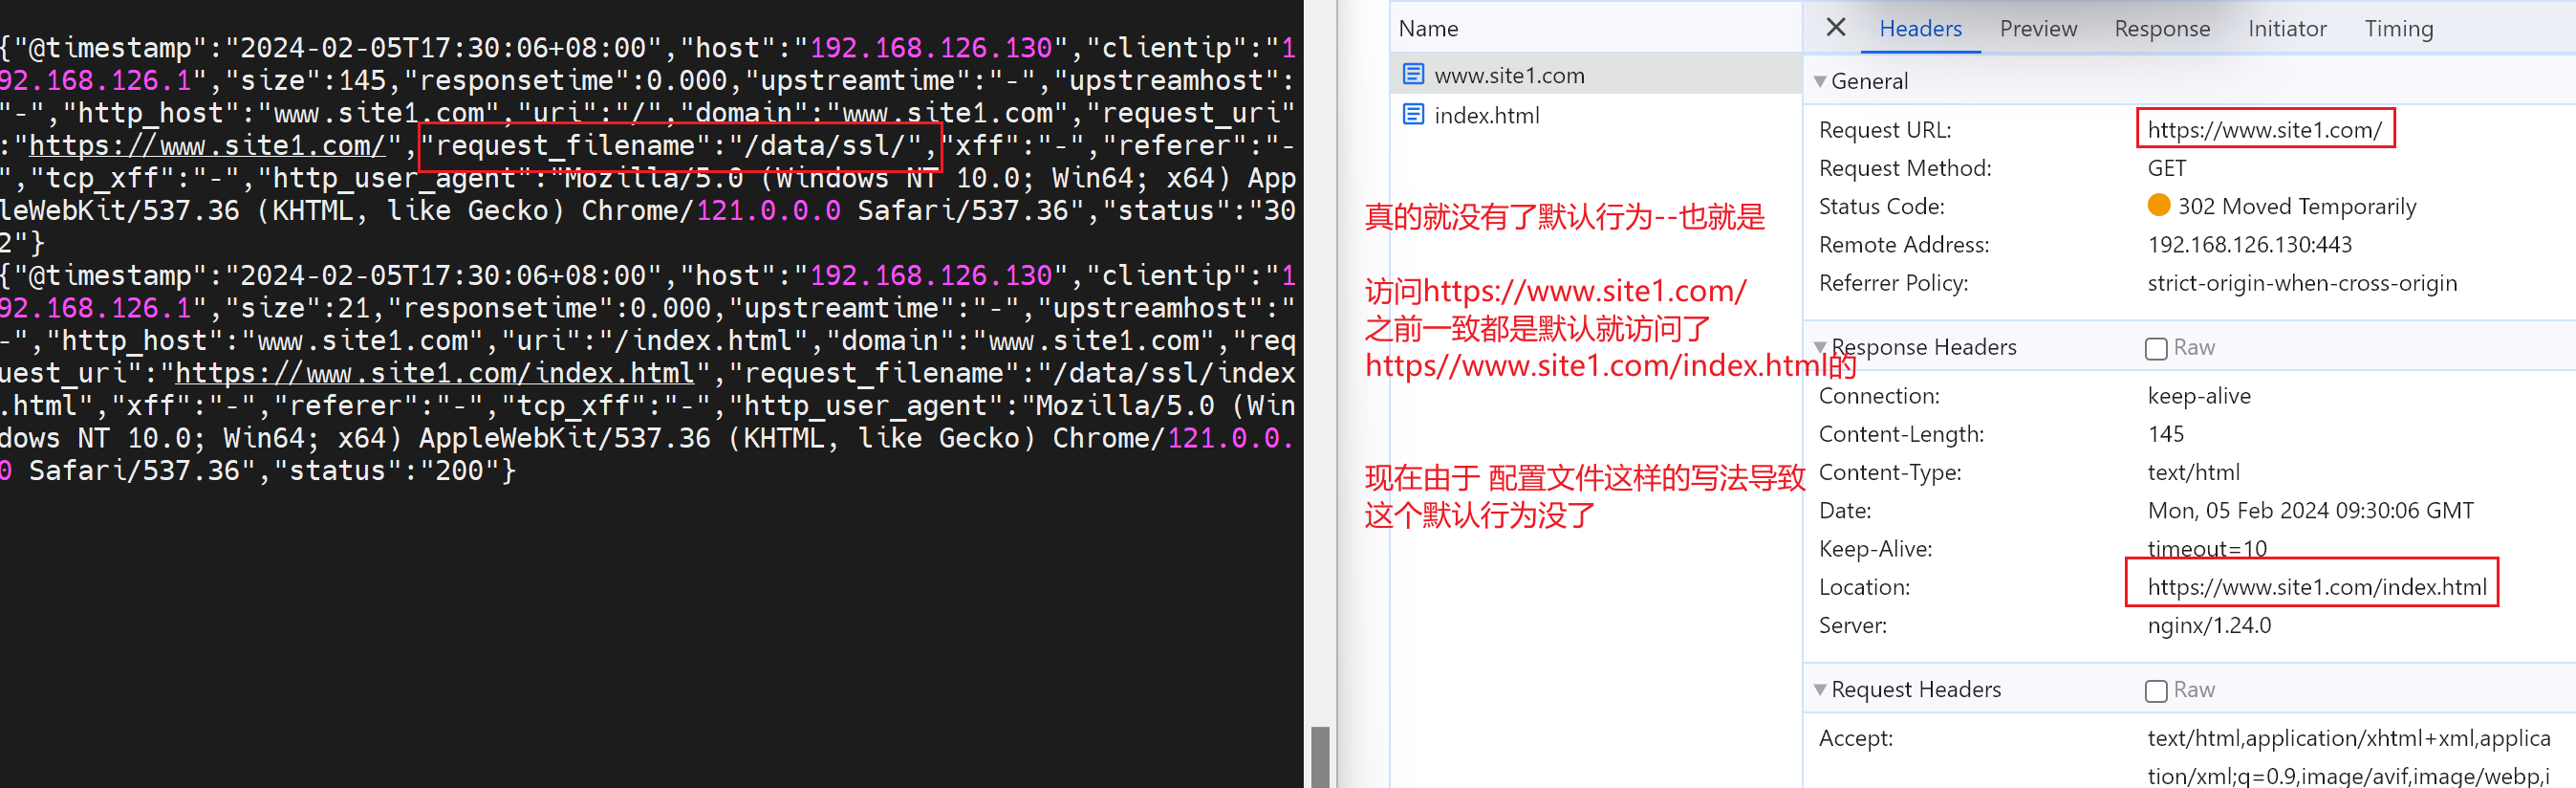 {"@timestamp":"2024-02-05T17:30:06+08:00","host":"192.168.126.130","clientip":"1
92.168.126.1","size":145,"responsetime":0.000,"upstreamtime":"-","upstreamhost":
"-","http_host":"www.site1.com","uri":"/","domain":"www.site1.com","request_uri"
:"https://www.site1.com/","request_filename":"/data/ssl/","xff":"-","referer":"-
","tcp_xff":"-","http_user_agent":"Mozilla/5.0 (Windows NT 10.0; Win64; x64) App
leWebKit/537.36 (KHTML, like Gecko) Chrome/121.0.0.0 Safari/537.36","status":"30
2"}
{"@timestamp":"2024-02-05T17:30:06+08:00","host":"192.168.126.130","clientip":"1
92.168.126.1","size":21,"responsetime":0.000,"upstreamtime":"-","upstreamhost":"
-","http_host":"www.site1.com","uri":"/index.html","domain":"www.site1.com","req
uest_uri":"https://www.site1.com/index.html","request_filename":"/data/ssl/index
.html","xff":"-","referer":"-","tcp_xff":"-","http_user_agent":"Mozilla/5.0 (Win
dows NT 10.0; Win64; x64) AppleWebKit/537.36 (KHTML, like Gecko) Chrome/121.0.0.
0 Safari/537.36","status":"200"}
Name
www.site1.com
index.html
真的就没有了默认行为--也就是
访问https://www.site1.com/
之前一致都是默认就访问了
https//www.site1.com/index.html的
现在由于 配置文件这样的写法导致
这个默认行为没了
Headers Preview Response Initiator Timing
General
Request URL: https://www.site1.com/
Request Method: GET
Status Code: 302 Moved Temporarily
Remote Address: 192.168.126.130:443
Referrer Policy: strict-origin-when-cross-origin
Response Headers Raw
Connection: keep-alive
Content-Length: 145
Content-Type: text/html
Date: Mon, 05 Feb 2024 09:30:06 GMT
Keep-Alive: timeout=10
Location: https://www.site1.com/index.html
Server: nginx/1.24.0
Request Headers Raw
Accept: text/html,application/xhtml+xml,applica
tion/xml;q=0.9,image/avif,image/webp,i